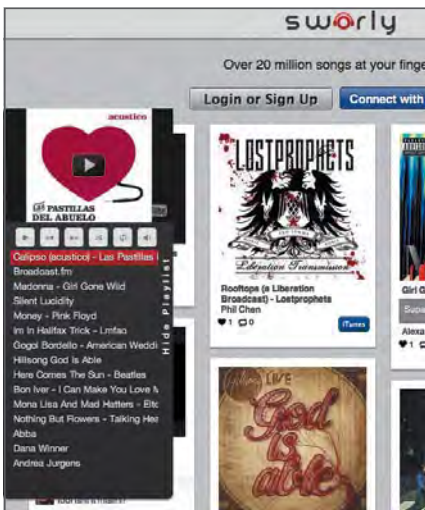 sworly
Over 20 million songs at your finge
Login or Sign Up
Connect with
acustico
LAS PASTILLAS
DEL ABUELO
Calipso (acustico) - Las Pastillas
Broadcast.fm
Madonna - Girl Gone Wild
Silent Lucidity
Money - Pink Floyd
Im In Halifax Trick - Lmfao
Gogol Bordello - American Weddi
Hillsong God Is Able
Here Comes The Sun - Beatles
Bon Iver - I Can Make You Love M
Mona Lisa And Mad Hatters - Elto
Nothing But Flowers - Talking Hea
Abba
Dana Winner
Andrea Jurgens
Hide Playlist
LOSTPROPHETS
Liberation Transmission
Rooftops (a Liberation
Broadcast) - Lostprophets
Phil Chen
1 0
iTunes
LIVE
God
is
able
Girl G
Supa
Alexa
1